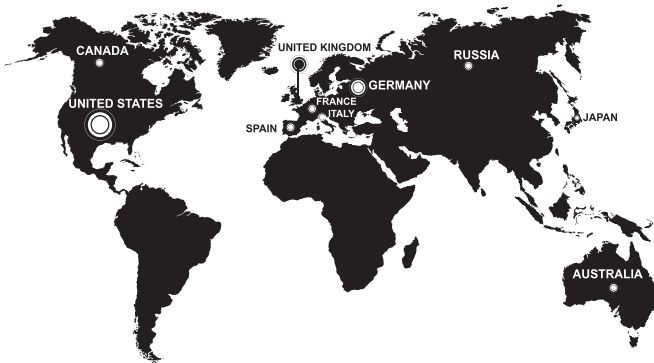 CANADA
UNITED KINGDOM
RUSSIA
GERMANY
UNITED STATES
FRANCE
ITALY
SPAIN
JAPAN
AUSTRALIA